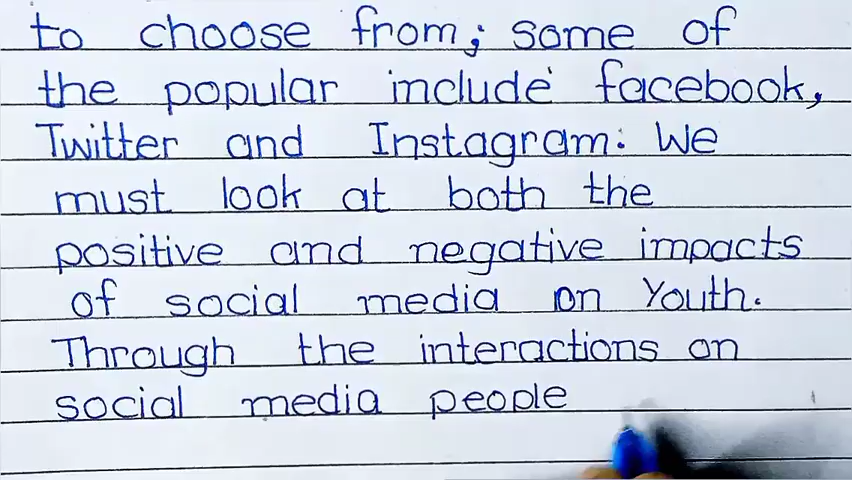 to choose from; some of
the popular include facebook,
Twitter and Instagram. We
must look at both the
positive and negative impacts
of social media on Youth.
Through the interactions on
social media people